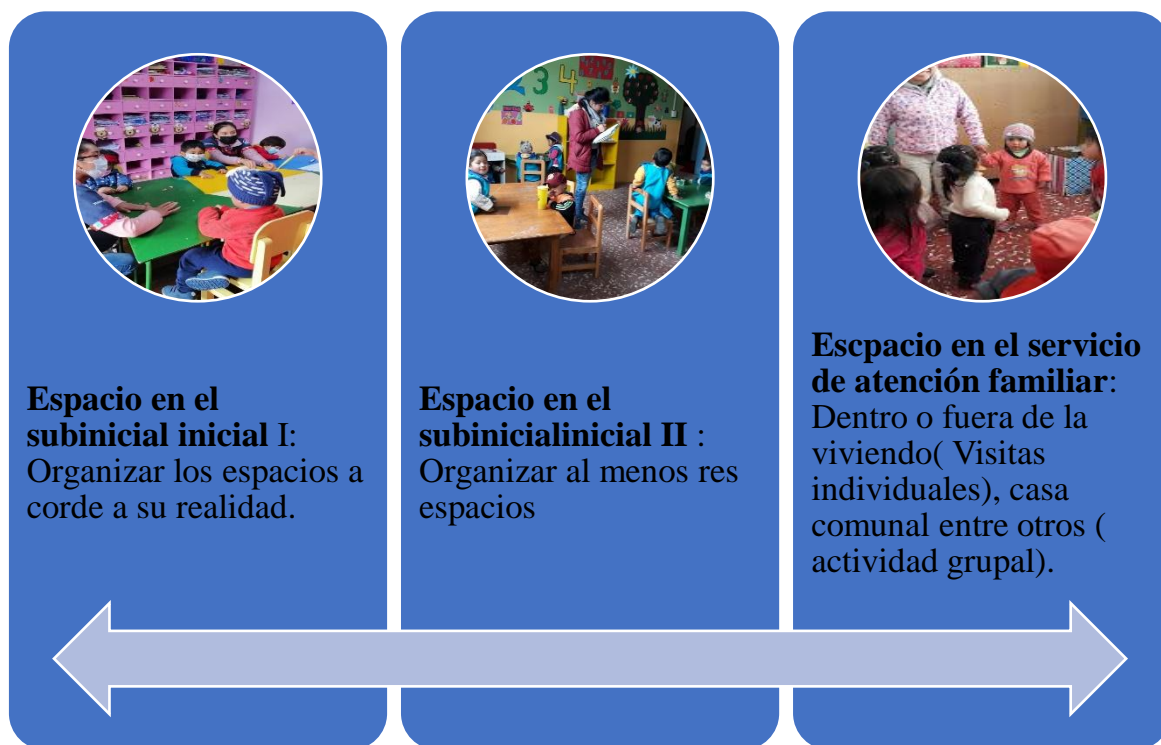 Espacio en el
subinicial inicial I:
Organizar los espacios a
corde a su realidad.
Espacio en el
subinicialinicial II :
Organizar al menos res
espacios
Escpacio en el servicio
de atención familiar:
Dentro o fuera de la
viviendo( Visitas
individuales), casa
comunal entre otros (
actividad grupal).
3 4